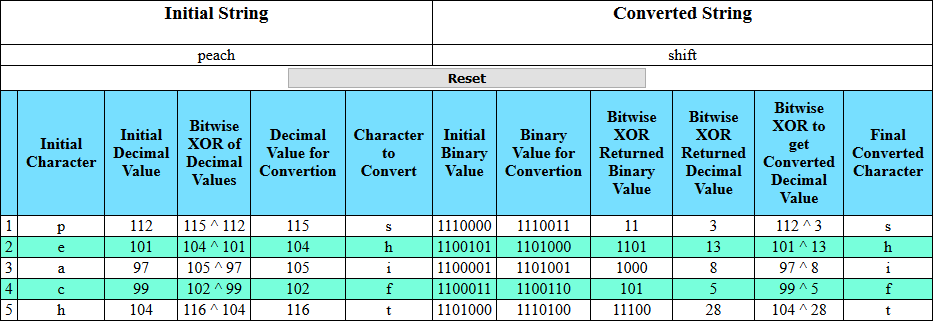 Initial String Converted String
peach shift
Reset
Initial Character Initial Decimal Value Bitwise XOR of Decimal Values Decimal Value for Convertion Character to Convert Initial Binary Value Binary Value for Convertion Bitwise XOR Returned Binary Value Bitwise XOR Returned Decimal Value Bitwise XOR to get Converted Decimal Value Final Converted Character
1 p 112 115 ^ 112 115 s 1110000 1110011 11 3 112 ^ 3 s
2 e 101 104 ^ 101 104 h 1100101 1101000 1101 13 101 ^ 13 h
3 a 97 105 ^ 97 105 i 1100001 1101001 1000 8 97 ^ 8 i
4 c 99 102 ^ 99 102 f 1100011 1100110 101 5 99 ^ 5 f
5 h 104 116 ^ 104 116 t 1101000 1110100 11100 28 104 ^ 28 t